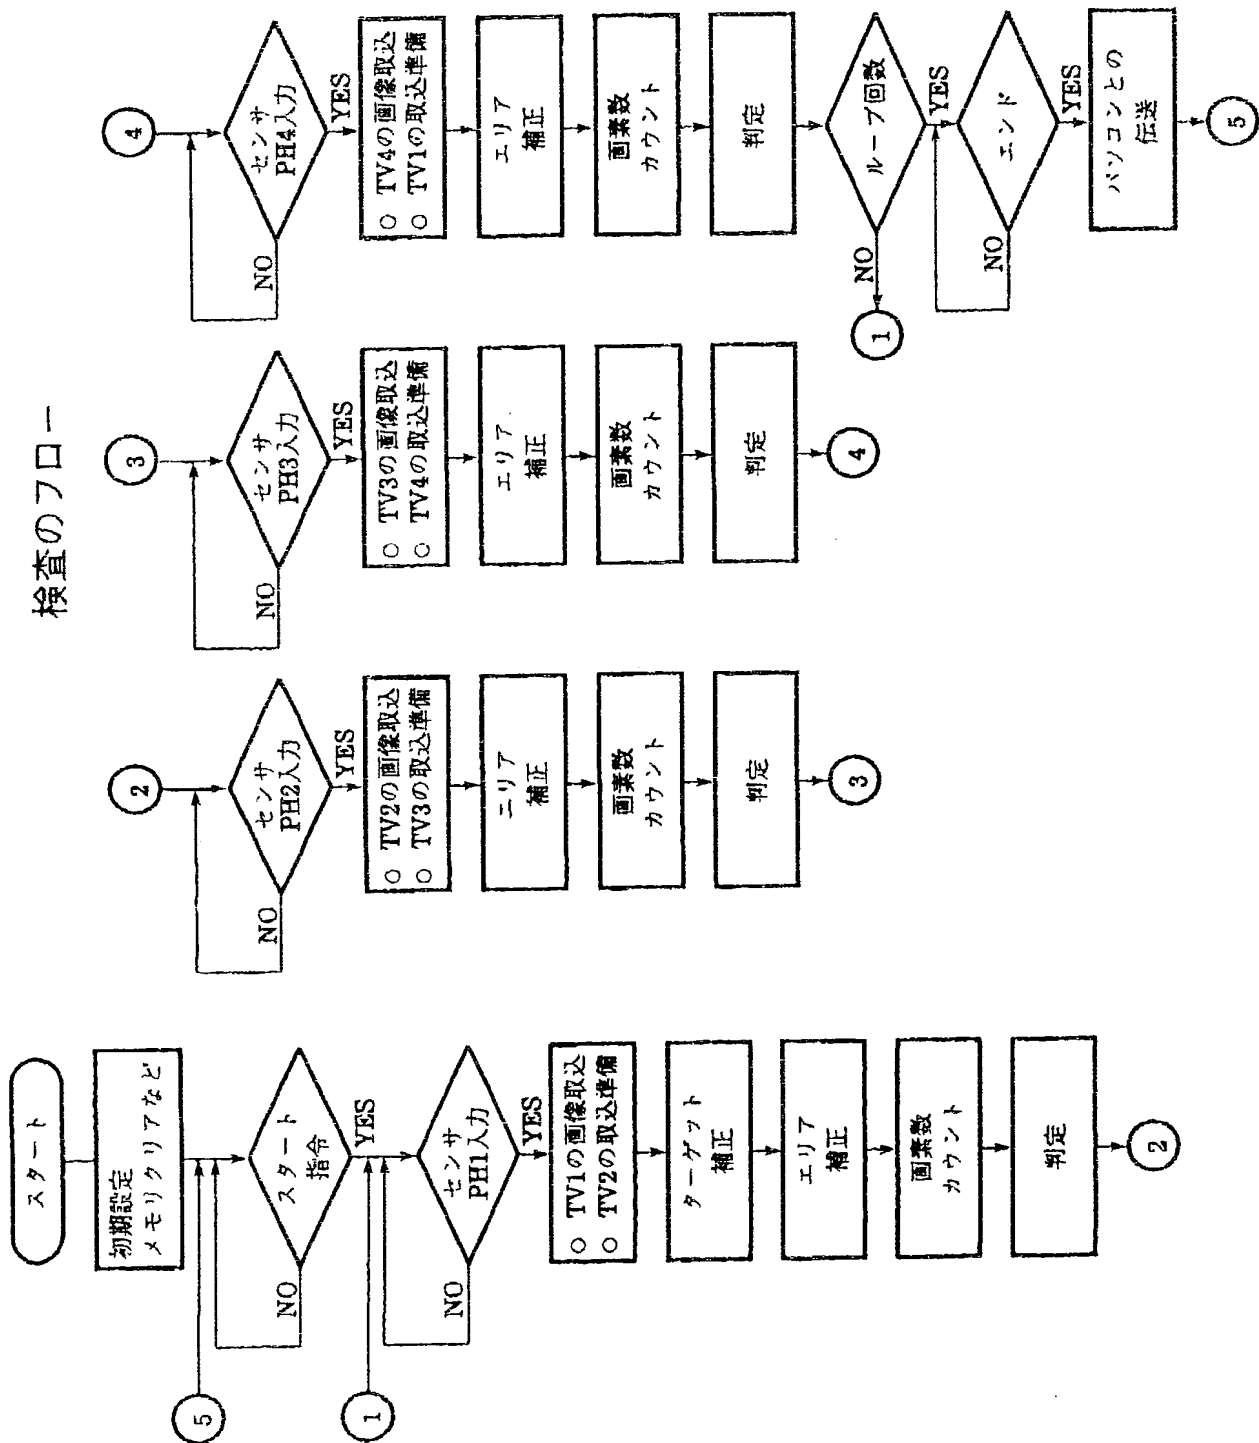 検査のフロー
スタート
初期設定
メモリクリアなど
5
スタート
指令
NO
YES
1
センサ
PH1入力
NO
YES
○ TV1の画像取込
○ TV2の取込準備
ターゲット
補正
エリア
補正
画素数
カウント
判定
2
2
センサ
PH2入力
NO
YES
○ TV2の画像取込
○ TV3の取込準備
エリア
補正
画素数
カウント
判定
3
3
センサ
PH3入力
NO
YES
○ TV3の画像取込
○ TV4の取込準備
エリア
補正
画素数
カウント
判定
4
4
センサ
PH4入力
NO
YES
○ TV4の画像取込
○ TV1の取込準備
エリア
補正
画素数
カウント
判定
ループ回数
NO
YES
1
エンド
NO
YES
パソコンとの
伝送
5